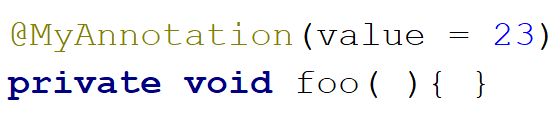 @MyAnnotation(value = 23)
private void foo( ){ }